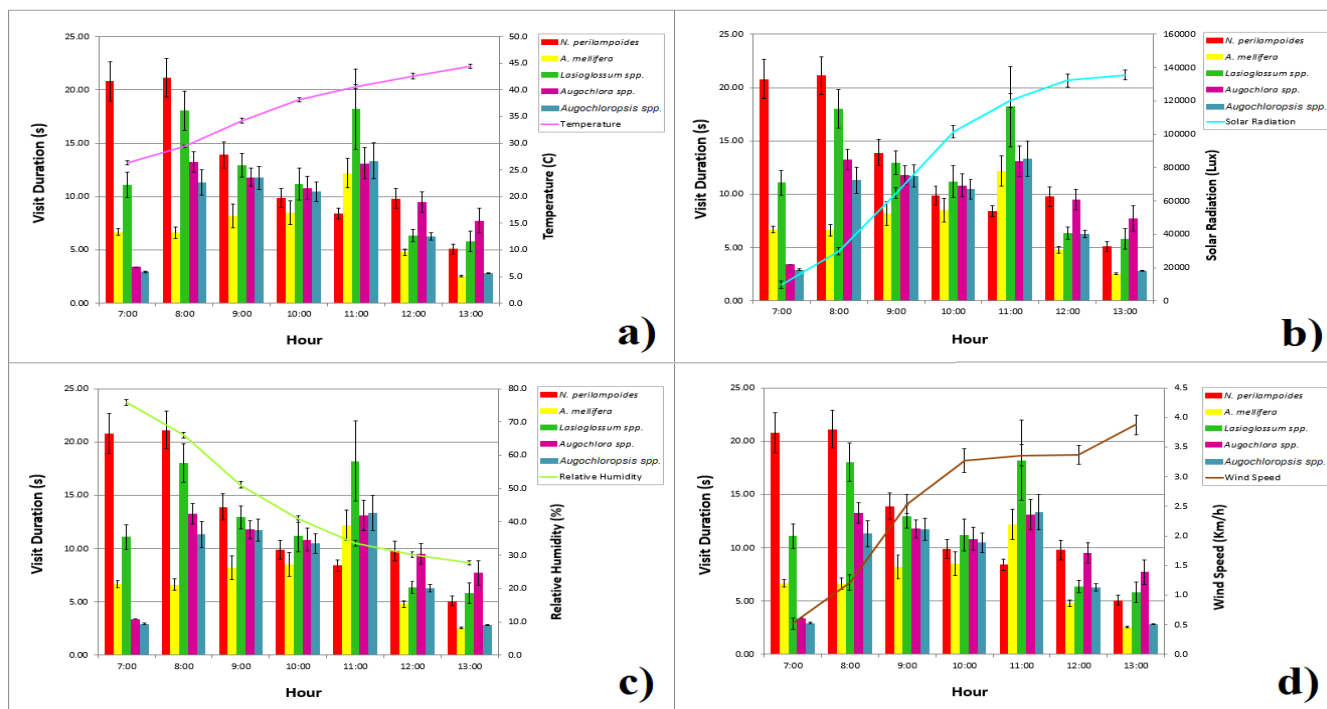 25.00
20.00
15.00
10.00
5.00
0.00
Visit Duration (s)
7:00 8:00 9:00 10:00 11:00 12:00 13:00
Hour
50.0
45.0
40.0
35.0
30.0
25.0
20.0
15.0
10.0
5.0
0.0
Temperature (C)
N. perilampoides
A. mellifera
Lasioglossum spp.
Augochlora spp.
Augochloropsis spp.
Temperature
a)
25.00
20.00
15.00
10.00
5.00
0.00
Visit Duration (s)
7:00 8:00 9:00 10:00 11:00 12:00 13:00
Hour
160000
140000
120000
100000
80000
60000
40000
20000
0
Solar Radiation (Lux)
N. perilampoides
A. mellifera
Lasioglossum spp.
Augochlora spp.
Augochloropsis spp.
Solar Radiation
b)
25.00
20.00
15.00
10.00
5.00
0.00
Visit Duration (s)
7:00 8:00 9:00 10:00 11:00 12:00 13:00
Hour
80.0
70.0
60.0
50.0
40.0
30.0
20.0
10.0
0.0
Relative Humidity (%)
N. perilampoides
A. mellifera
Lasioglossum spp.
Augochlora spp.
Augochloropsis spp.
Relative Humidity
c)
25.00
20.00
15.00
10.00
5.00
0.00
Visit Duration (s)
7:00 8:00 9:00 10:00 11:00 12:00 13:00
Hour
4.5
4.0
3.5
3.0
2.5
2.0
1.5
1.0
0.5
0.0
Wind Speed (Km/h)
N. perilampoides
A. mellifera
Lasioglossum spp.
Augochlora spp.
Augochloropsis spp.
Wind Speed
d)